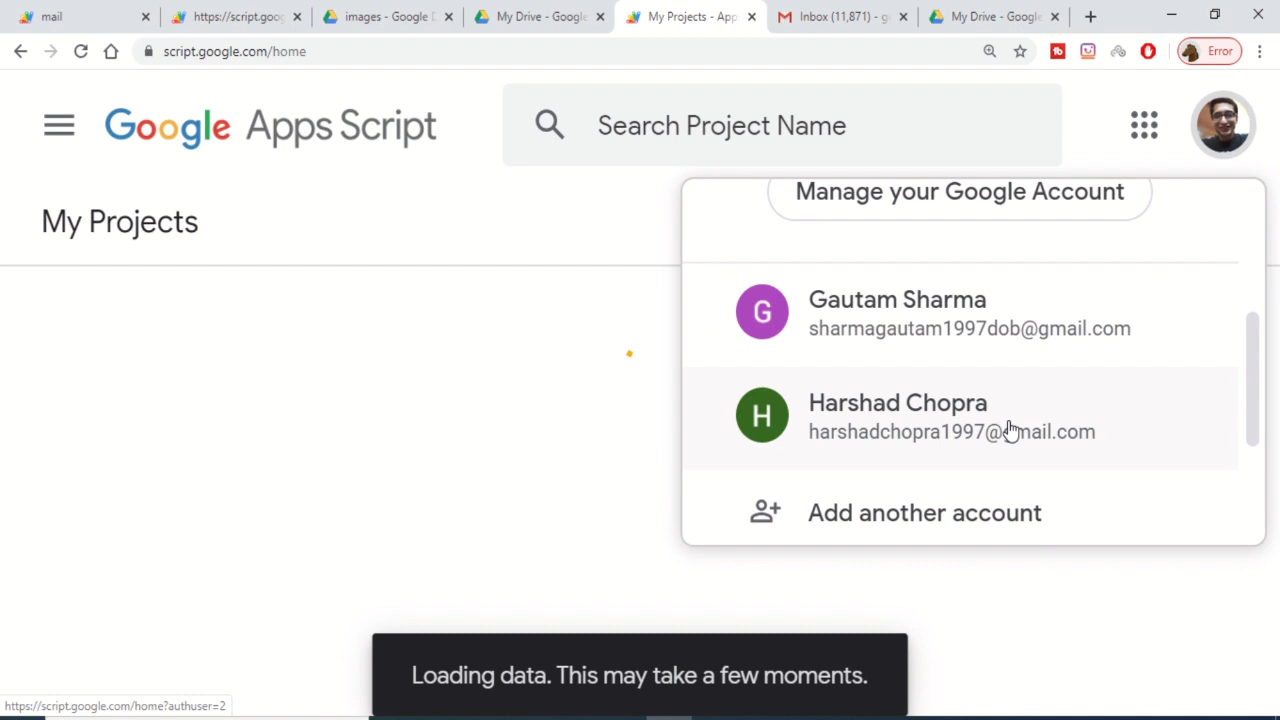 mail
https://script.goog
images - Google D
My Drive - Google
My Projects - App
Inbox (11,871) - g
My Drive - Google
script.google.com/home
Error
Google Apps Script
Search Project Name
My Projects
Manage your Google Account
G
Gautam Sharma
sharmagautam1997dob@gmail.com
H
Harshad Chopra
harshadchopra1997@gmail.com
Add another account
Loading data. This may take a few moments.
https://script.google.com/home?authuser=2